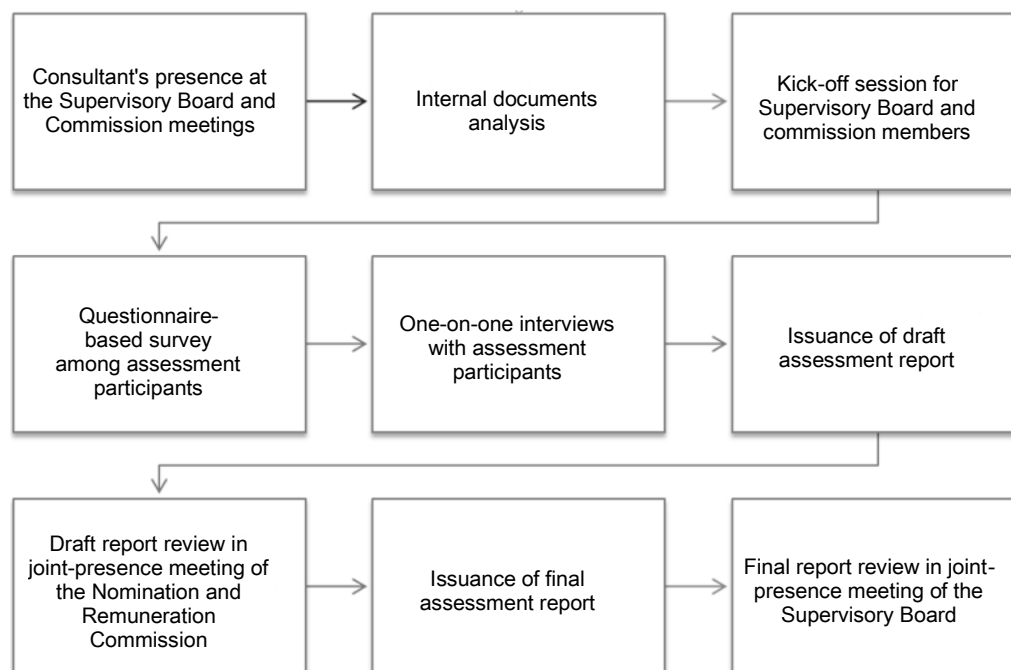 Consultant's presence at
the Supervisory Board and
Commission meetings
Internal documents
analysis
Kick-off session for
Supervisory Board and
commission members
Questionnaire-
based survey
among assessment
participants
One-on-one interviews
with assessment
participants
Issuance of draft
assessment report
Draft report review in
joint-presence meeting of
the Nomination and
Remuneration
Commission
Issuance of final
assessment report
Final report review in joint-
presence meeting of the
Supervisory Board